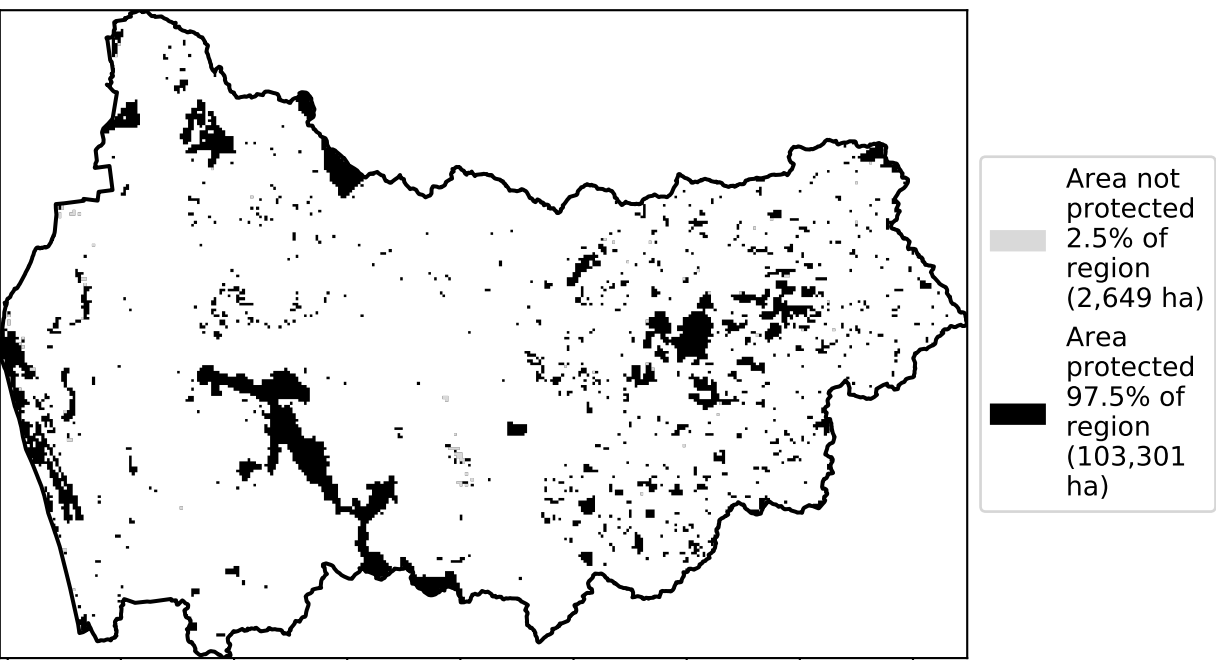 Area not
protected
2.5% of
region
(2,649 ha)
Area
protected
97.5% of
region
(103,301
ha)